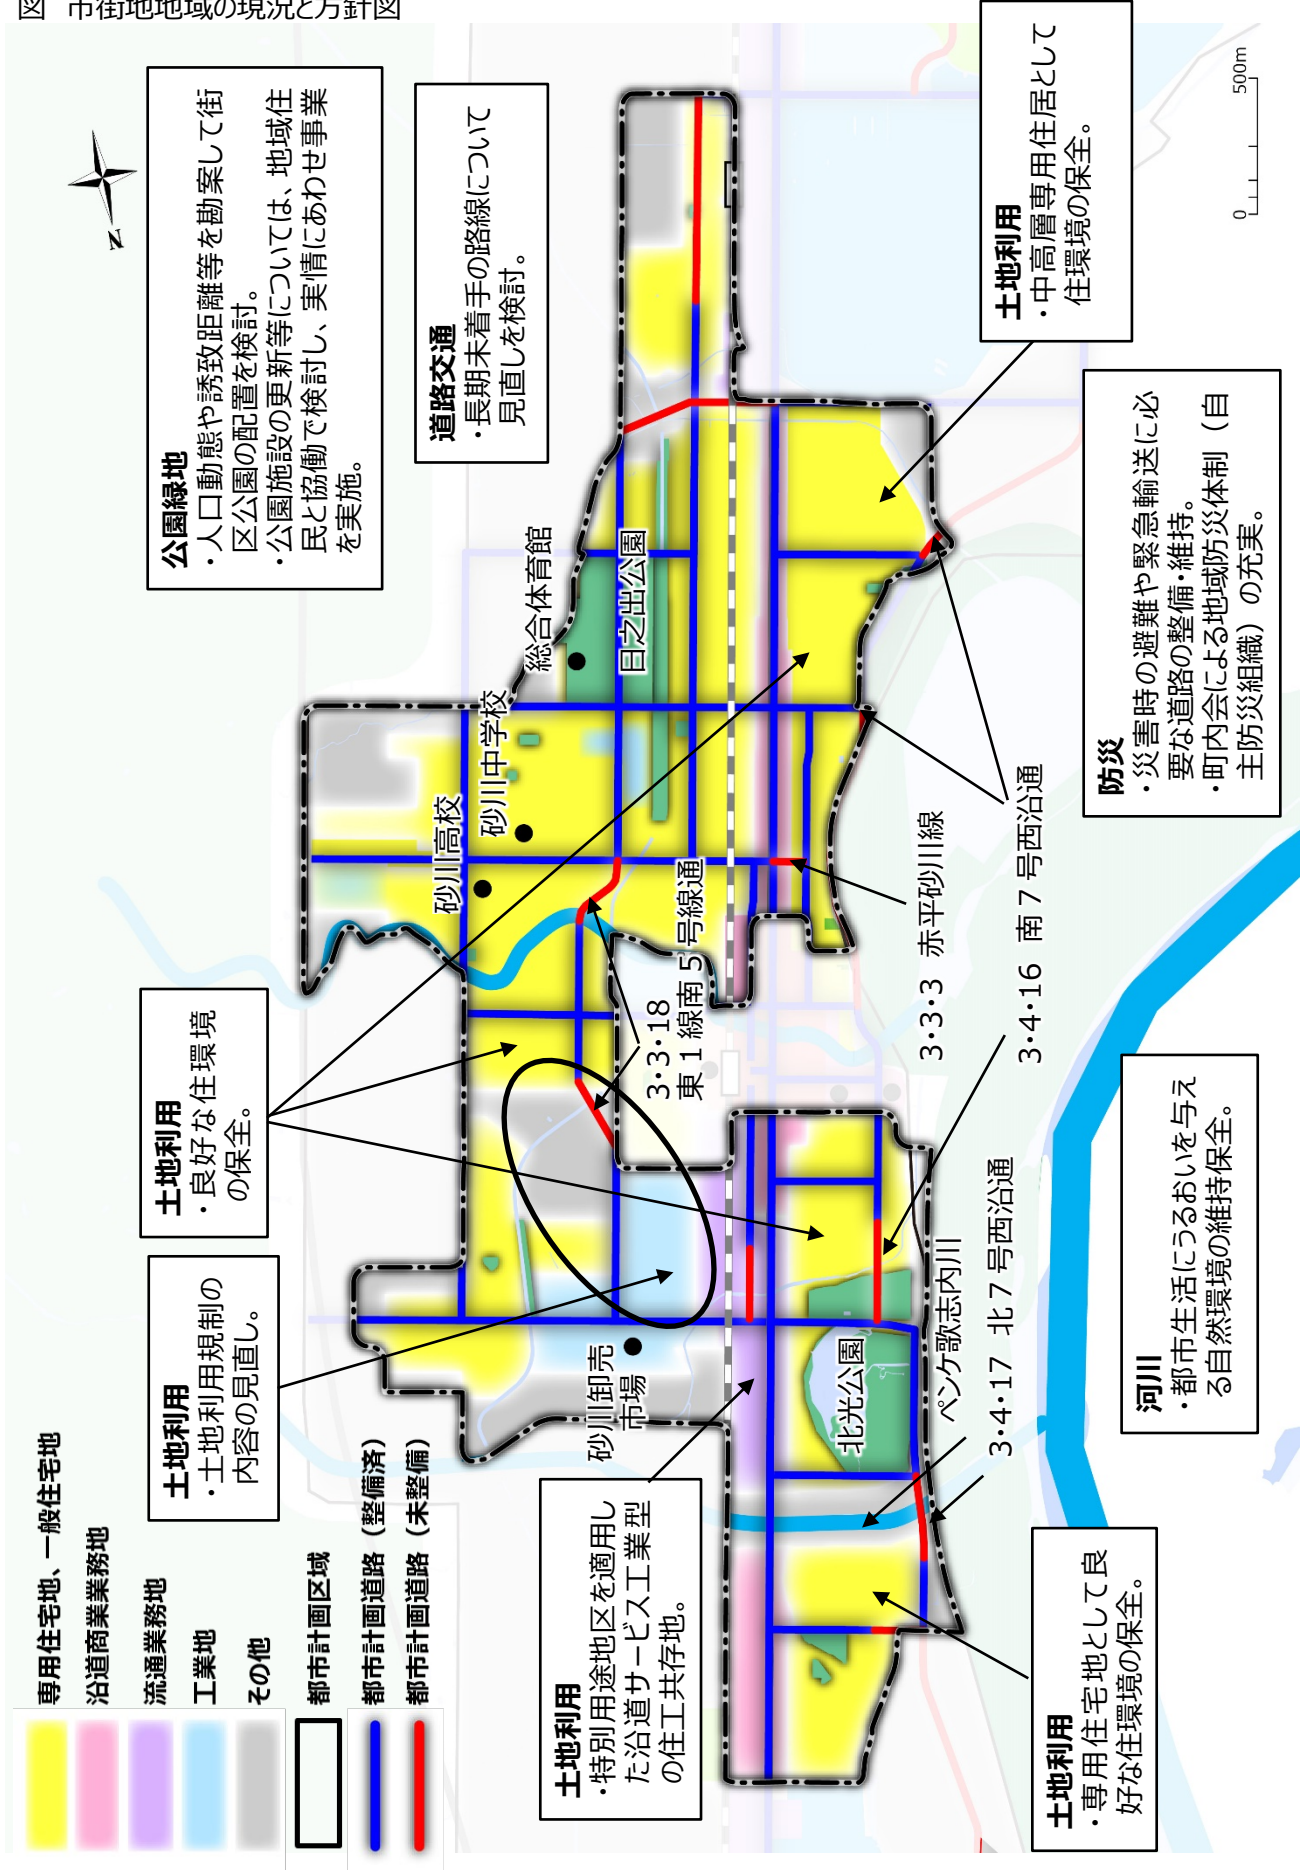 図 市街地地域の現況と方針図
公園緑地
・人口動態や誘致距離等を勘案して街
区公園の配置を検討。
・公園施設の更新等については、地域住
民と協働で検討し、実情にあわせ事業
を実施。
道路交通
・長期未着手の路線について
見直しを検討。
土地利用
・中高層専用住居として
住環境の保全。
防災
・災害時の避難や緊急輸送に必
要な道路の整備・維持。
・町内会による地域防災体制（自
主防災組織）の充実。
土地利用
・良好な住環境
の保全。
土地利用
・土地利用規制の
内容の見直し。
土地利用
・特別用途地区を適用し
た沿道サービス工業型
の住工共存地。
土地利用
・専用住宅地として良
好な住環境の保全。
河川
・都市生活にうるおいを与え
る自然環境の維持保全。
総合体育館
日之出公園
砂川中学校
砂川高校
3・3・18
東１線南５号線通
3・3・3 赤平砂川線
3・4・16 南７号西沿通
砂川卸売
市場
北光公園
ペンケ歌志内川
3・4・17 北７号西沿通
専用住宅地、一般住宅地
沿道商業業務地
流通業務地
工業地
その他
都市計画区域
都市計画道路（整備済）
都市計画道路（未整備）
N
0
500m